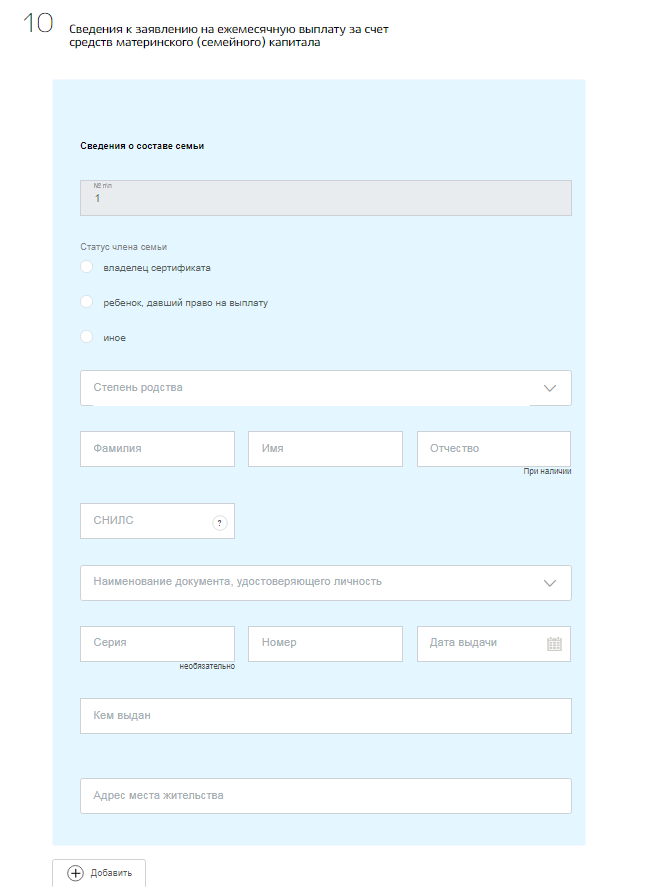 10
Сведения к заявлению на ежемесячную выплату за счет
средств материнского (семейного) капитала
Сведения о составе семьи
№ п\п
1
Статус члена семьи
владелец сертификата
ребенок, давший право на выплату
иное
Степень родства
Фамилия
Имя
Отчество
При наличии
СНИЛС
?
Наименование документа, удостоверяющего личность
Серия
Номер
Дата выдачи
необязательно
Кем выдан
Адрес места жительства
Добавить